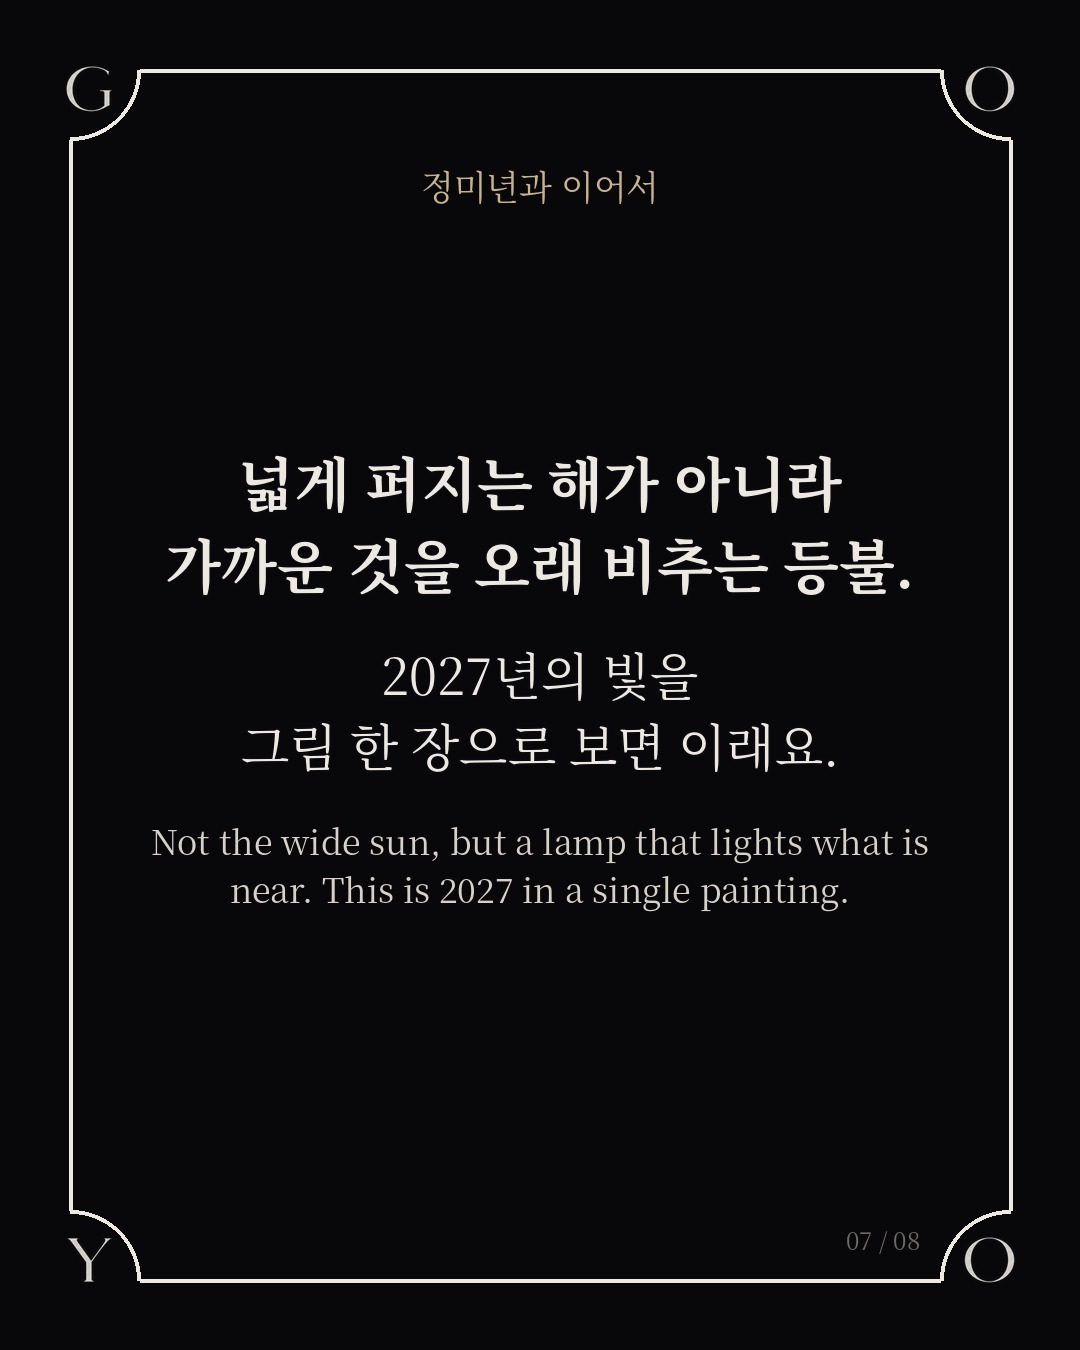 G
O
정미년과 이어서
넓게 퍼지는 해가 아니라
가까운 것을 오래 비추는 등불.
2027년의 빛을
그림 한 장으로 보면 이래요.
Not the wide sun, but a lamp that lights what is
near. This is 2027 in a single painting.
07 / 08
Y
O